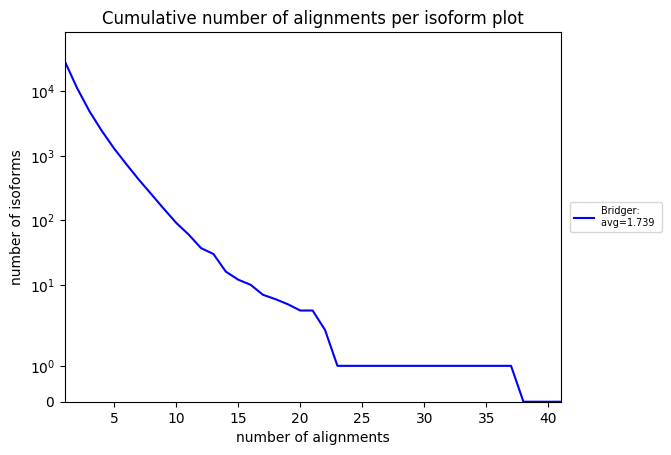 Cumulative number of alignments per isoform plot
number of isoforms
10^4
10^3
10^2
10^1
10^0
0
5 10 15 20 25 30 35 40
number of alignments
Bridger:
avg=1.739